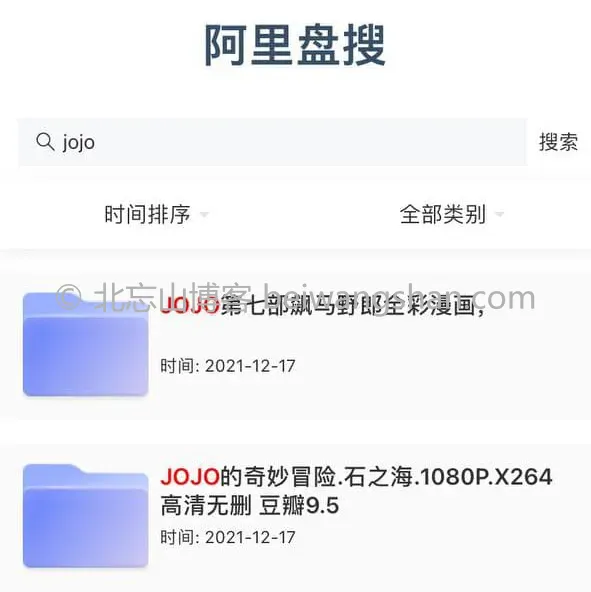 阿里盘搜
jojo
搜索
时间排序
全部类别
© 北忘山博客 beiwangshan.com
JOJO第七部飙马野郎全彩漫画，
时间: 2021-12-17
JOJO的奇妙冒险.石之海.1080P.X264
高清无删 豆瓣9.5
时间: 2021-12-17